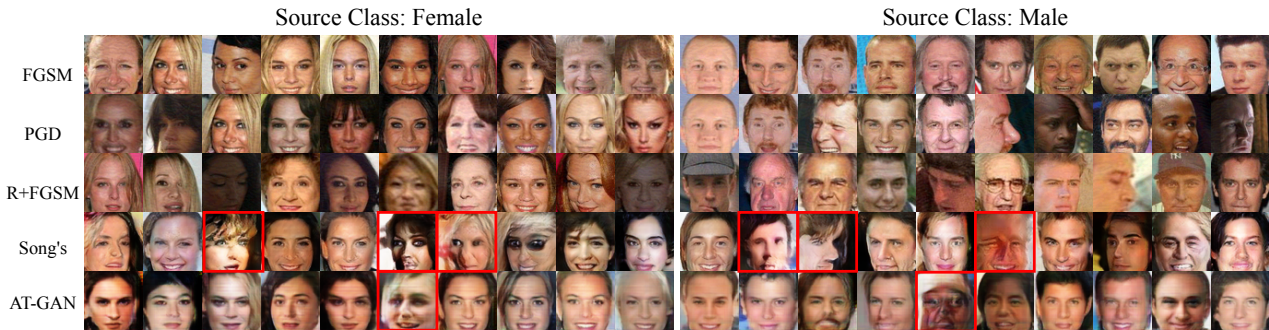 Source Class: Female
Source Class: Male
FGSM
PGD
R+FGSM
Song's
AT-GAN